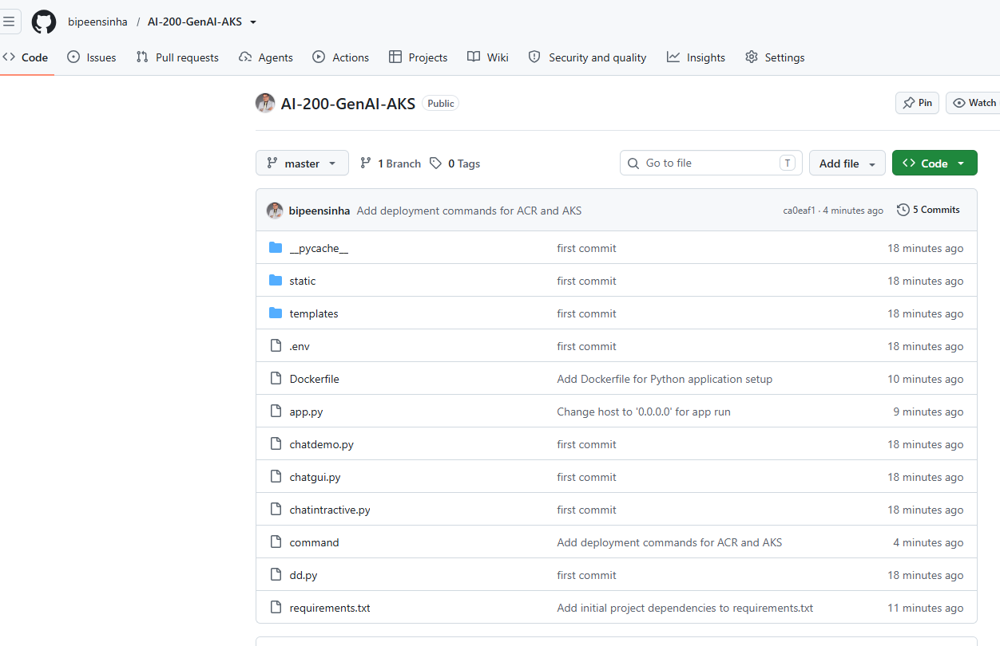 bipeensinha / AI-200-GenAI-AKS
Code Issues Pull requests Agents Actions Projects Wiki Security and quality Insights Settings
AI-200-GenAI-AKS Public Pin Watch
master 1 Branch 0 Tags Go to file T Add file Code
bipeensinha Add deployment commands for ACR and AKS ca0eaf1 · 4 minutes ago 5 Commits
__pycache__ first commit 18 minutes ago
static first commit 18 minutes ago
templates first commit 18 minutes ago
.env first commit 18 minutes ago
Dockerfile Add Dockerfile for Python application setup 10 minutes ago
app.py Change host to '0.0.0.0' for app run 9 minutes ago
chatdemo.py first commit 18 minutes ago
chatgui.py first commit 18 minutes ago
chatintractive.py first commit 18 minutes ago
command Add deployment commands for ACR and AKS 4 minutes ago
dd.py first commit 18 minutes ago
requirements.txt Add initial project dependencies to requirements.txt 11 minutes ago